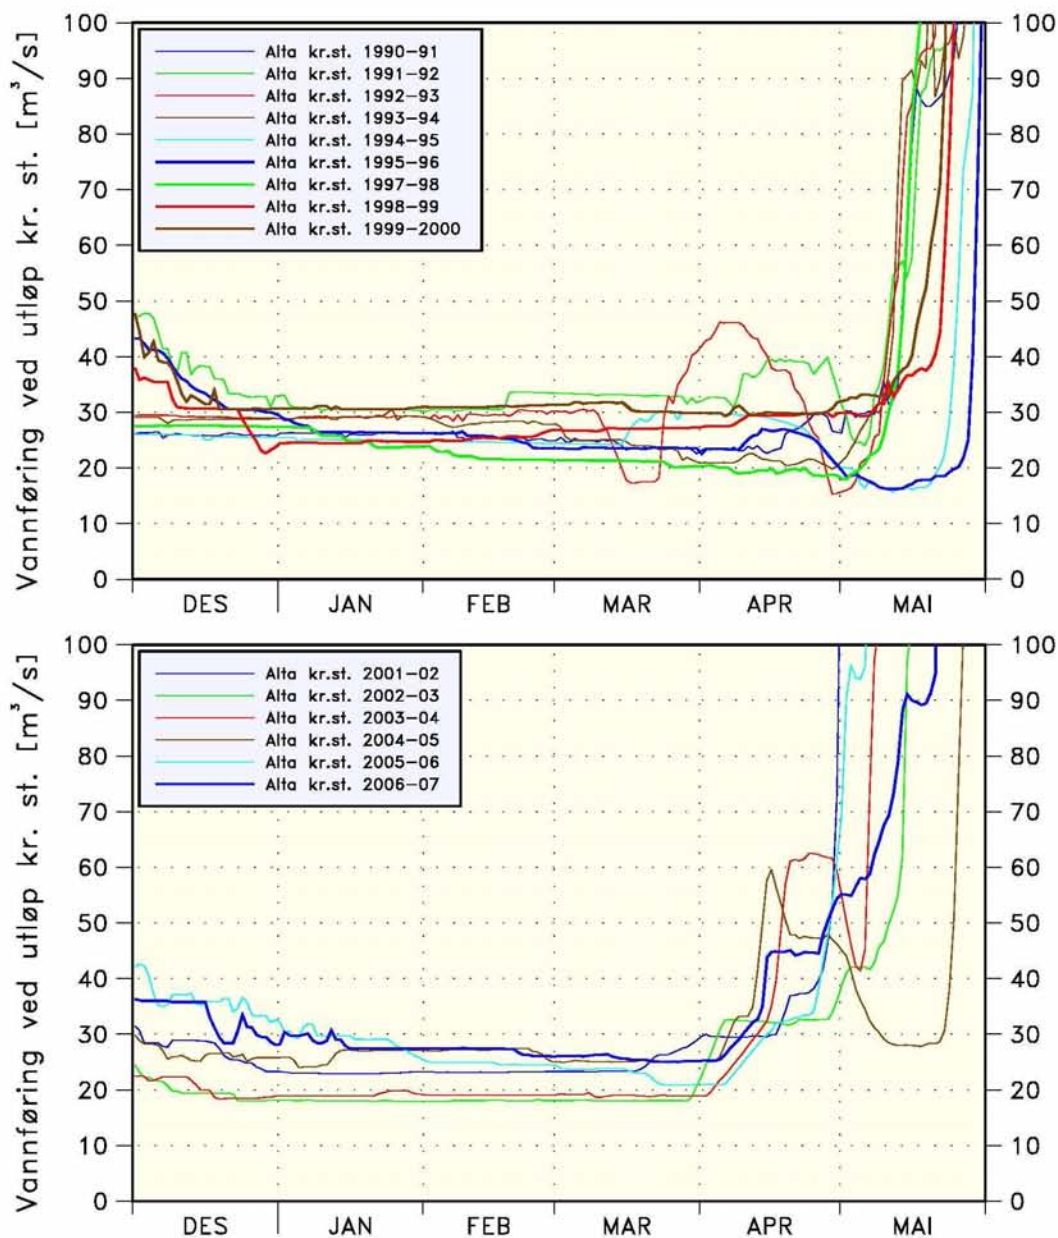 Vannføring ved utløp kr. st. [m³/s]
100
90
80
70
60
50
40
30
20
10
0
Alta kr.st. 1990-91
Alta kr.st. 1991-92
Alta kr.st. 1992-93
Alta kr.st. 1993-94
Alta kr.st. 1994-95
Alta kr.st. 1995-96
Alta kr.st. 1997-98
Alta kr.st. 1998-99
Alta kr.st. 1999-2000
100
90
80
70
60
50
40
30
20
10
0
DES JAN FEB MAR APR MAI
Vannføring ved utløp kr. st. [m³/s]
100
90
80
70
60
50
40
30
20
10
0
Alta kr.st. 2001-02
Alta kr.st. 2002-03
Alta kr.st. 2003-04
Alta kr.st. 2004-05
Alta kr.st. 2005-06
Alta kr.st. 2006-07
100
90
80
70
60
50
40
30
20
10
0
DES JAN FEB MAR APR MAI